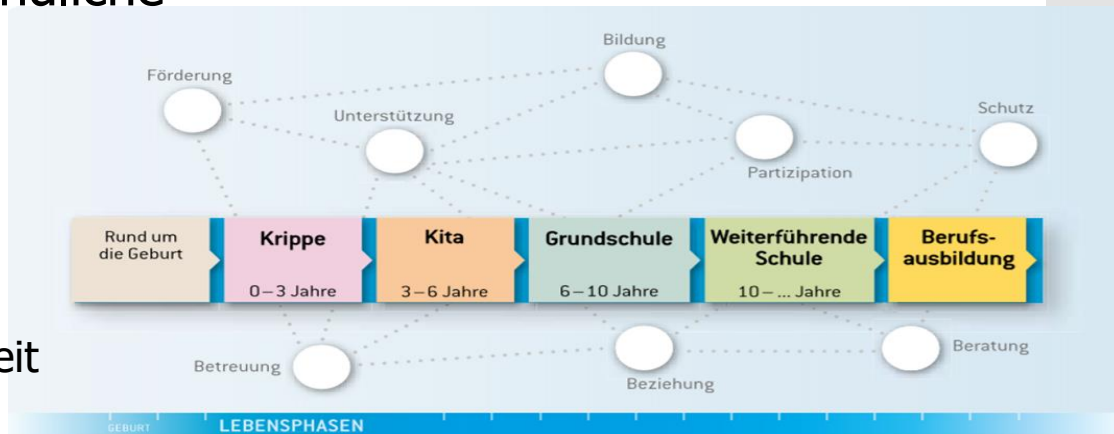 Bildung
Förderung
Unterstützung
Schutz
Partizipation
Rund um
die Geburt
Krippe
0–3 Jahre
Kita
3–6 Jahre
Grundschule
6–10 Jahre
Weiterführende
Schule
10– ... Jahre
Berufs-
ausbildung
eit
Betreuung
Beziehung
Beratung
GEBURT
LEBENSPHASEN